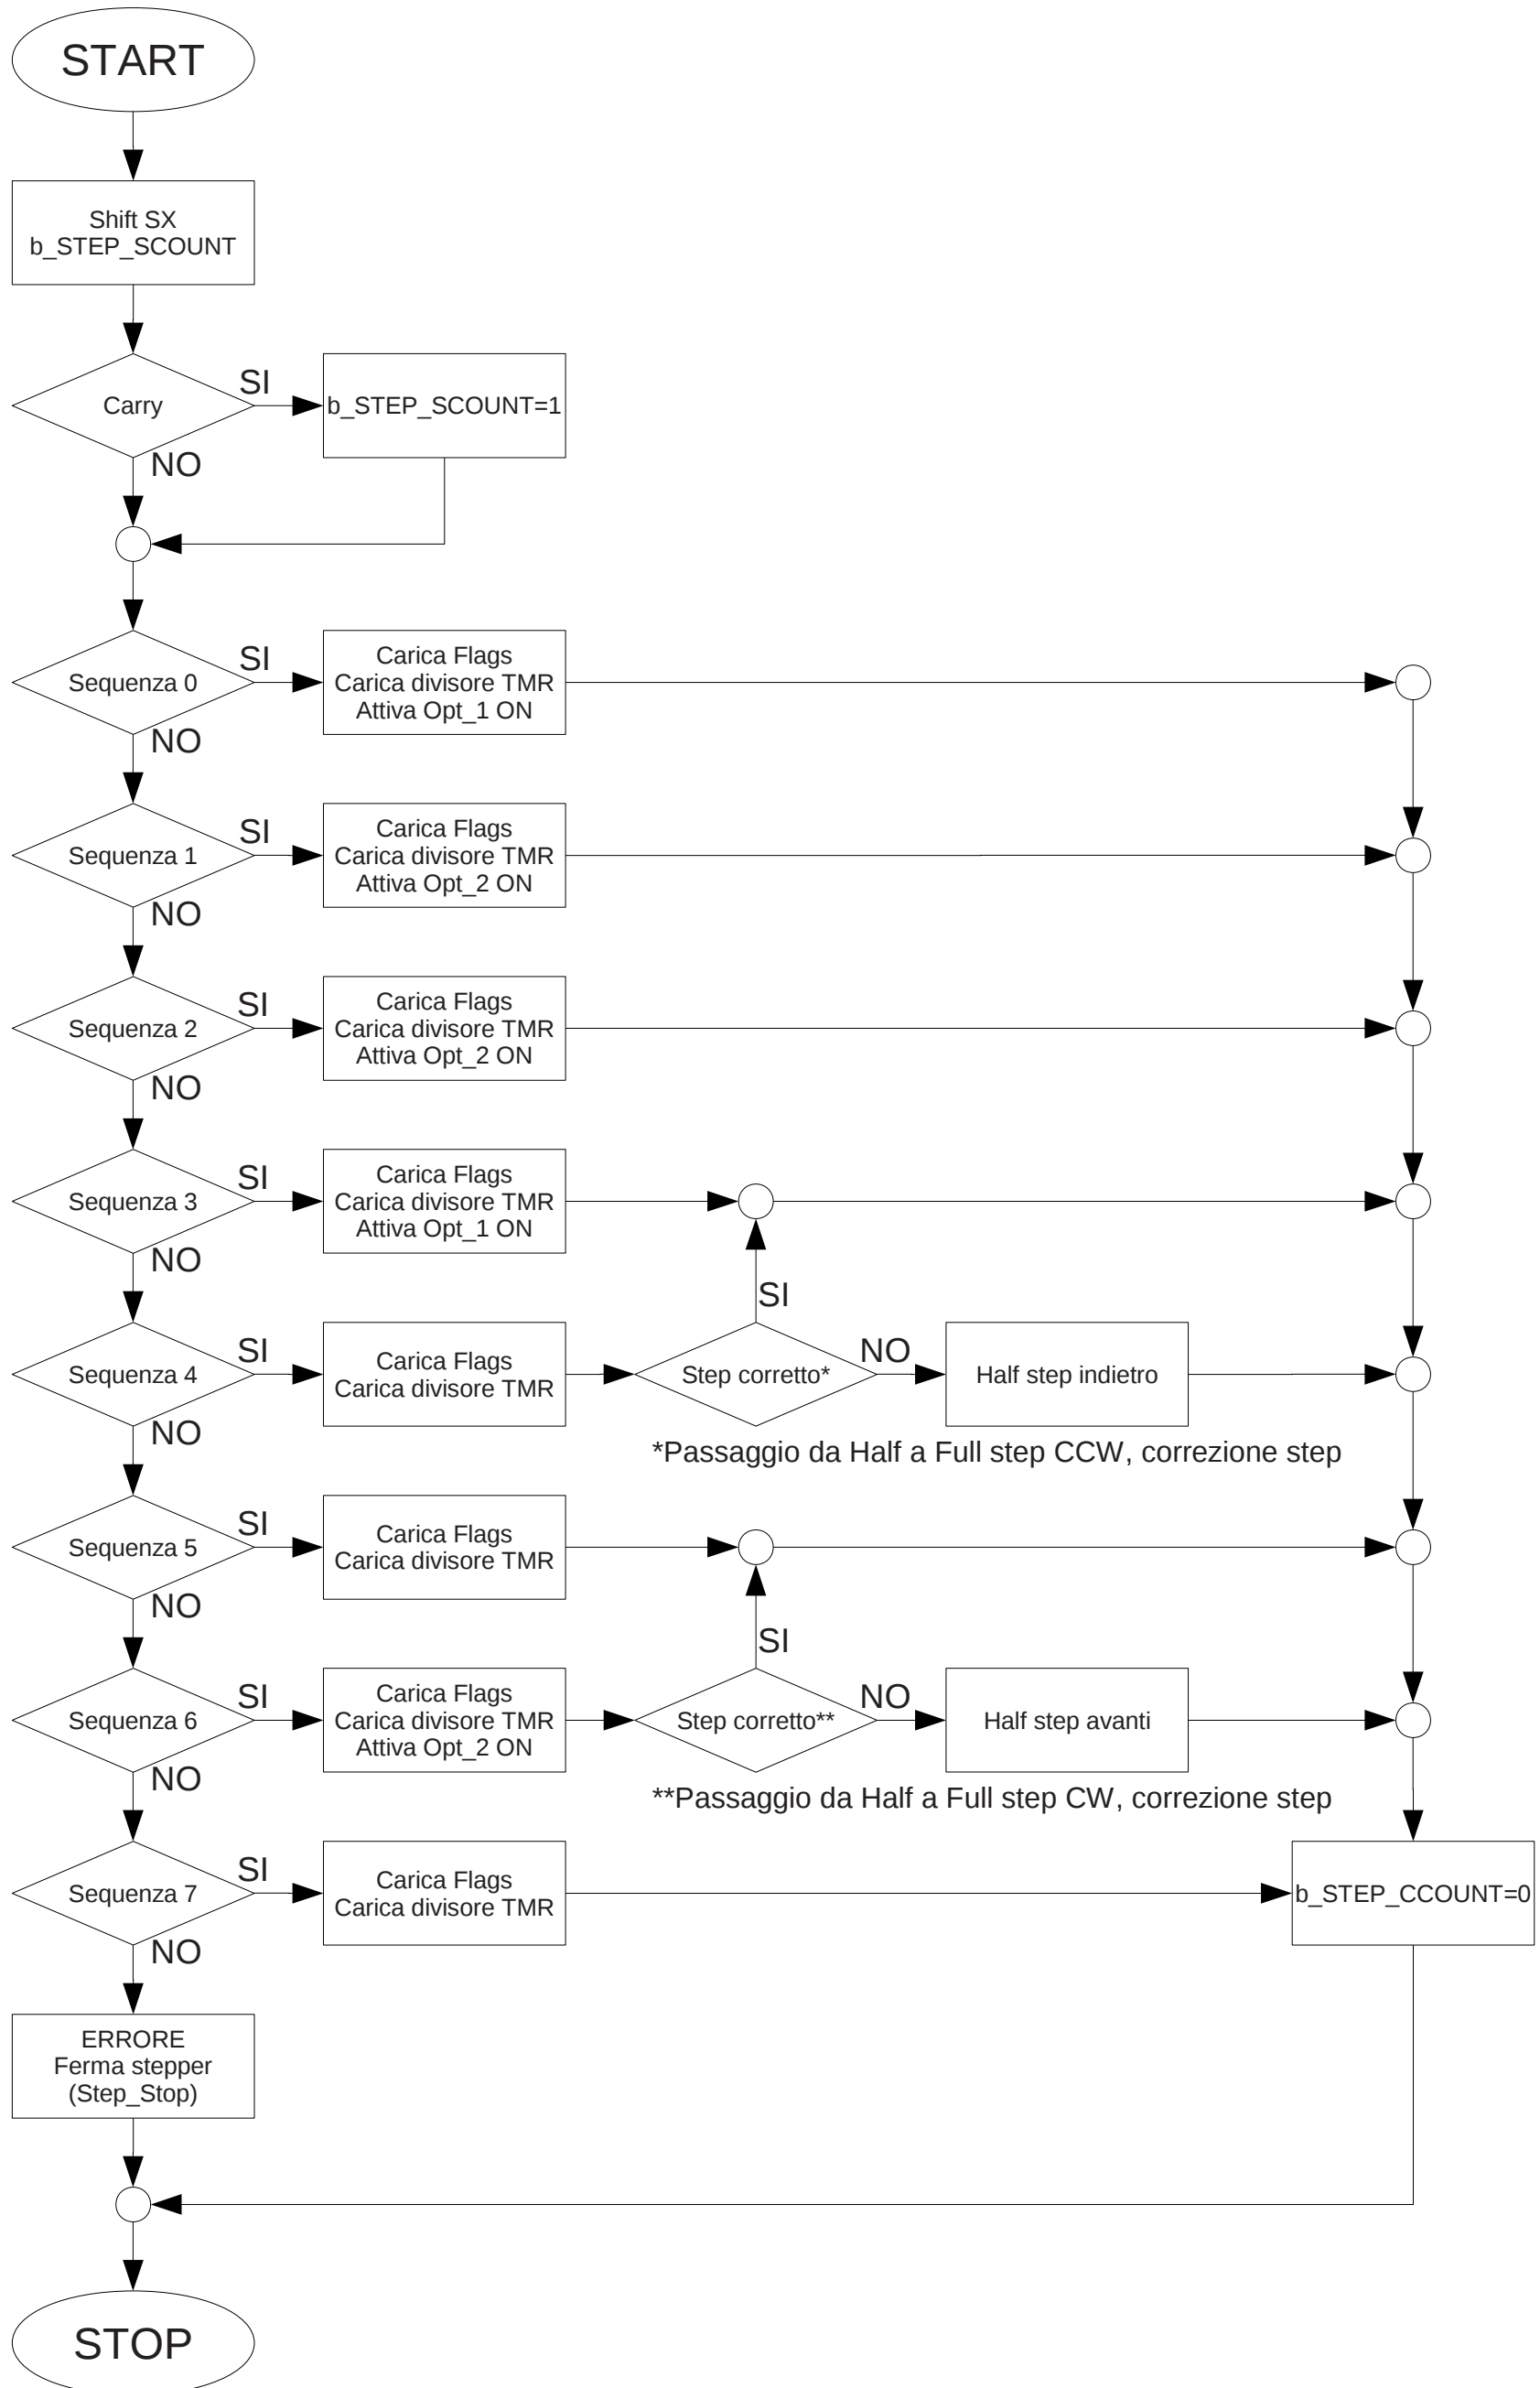 START
Shift SX
b_STEP_SCOUNT
Carry
SI
b_STEP_SCOUNT=1
NO
Sequenza 0
SI
Carica Flags
Carica divisore TMR
Attiva Opt_1 ON
NO
Sequenza 1
SI
Carica Flags
Carica divisore TMR
Attiva Opt_2 ON
NO
Sequenza 2
SI
Carica Flags
Carica divisore TMR
Attiva Opt_2 ON
NO
Sequenza 3
SI
Carica Flags
Carica divisore TMR
Attiva Opt_1 ON
NO
SI
Sequenza 4
SI
Carica Flags
Carica divisore TMR
Step corretto*
NO
Half step indietro
NO
*Passaggio da Half a Full step CCW, correzione step
Sequenza 5
SI
Carica Flags
Carica divisore TMR
NO
SI
Sequenza 6
SI
Carica Flags
Carica divisore TMR
Attiva Opt_2 ON
Step corretto**
NO
Half step avanti
NO
**Passaggio da Half a Full step CW, correzione step
Sequenza 7
SI
Carica Flags
Carica divisore TMR
b_STEP_CCOUNT=0
NO
ERRORE
Ferma stepper
(Step_Stop)
STOP